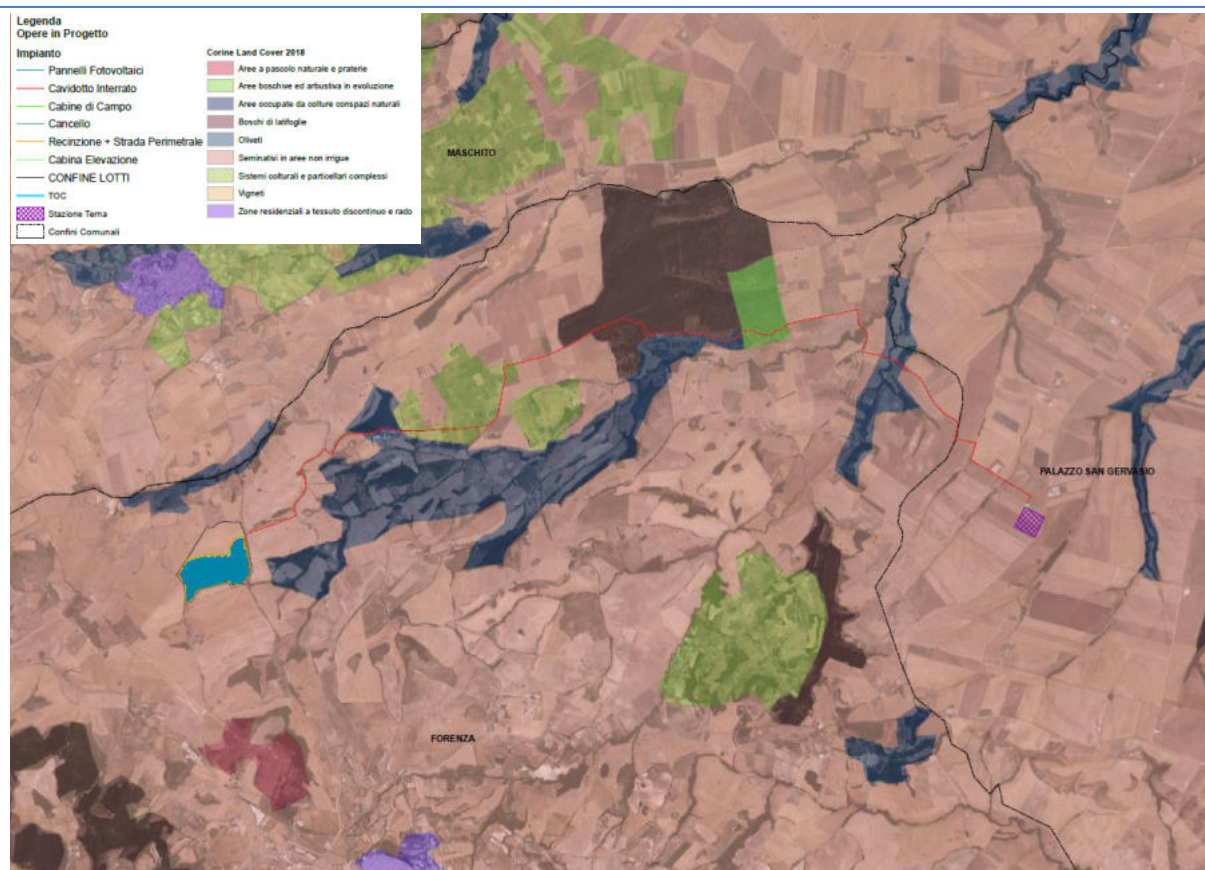 Legenda
Opere in Progetto
Impianto
Pannelli Fotovoltaici
Cavidotto Interrato
Cabine di Campo
Cancello
Recinzione + Strada Perimetrale
Cabina Elevazione
CONFINE LOTTI
TOC
Stazione Terna
Confini Comunali
Corine Land Cover 2018
Aree a pascolo naturale e praterie
Aree boschive ed arbustiva in evoluzione
Aree occupate da colture conspazi naturali
Boschi di latifoglie
Oliveti
Seminativi in aree non irrigue
Sistemi colturali e particellari complessi
Vigneti
Zone residenziali a tessuto discontinuo e rado
MASCHITO
PALAZZO SAN GERVASIO
FORENZA